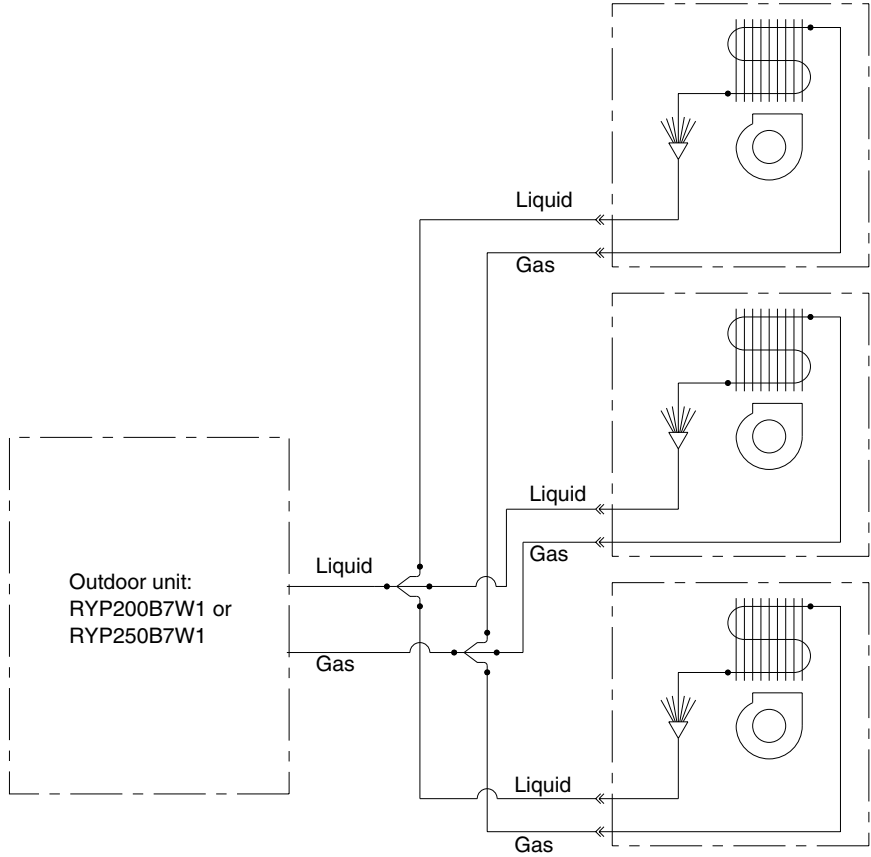 Liquid
Gas
Liquid
Gas
Liquid
Outdoor unit:
RYP200B7W1 or
RYP250B7W1
Gas
Liquid
Gas